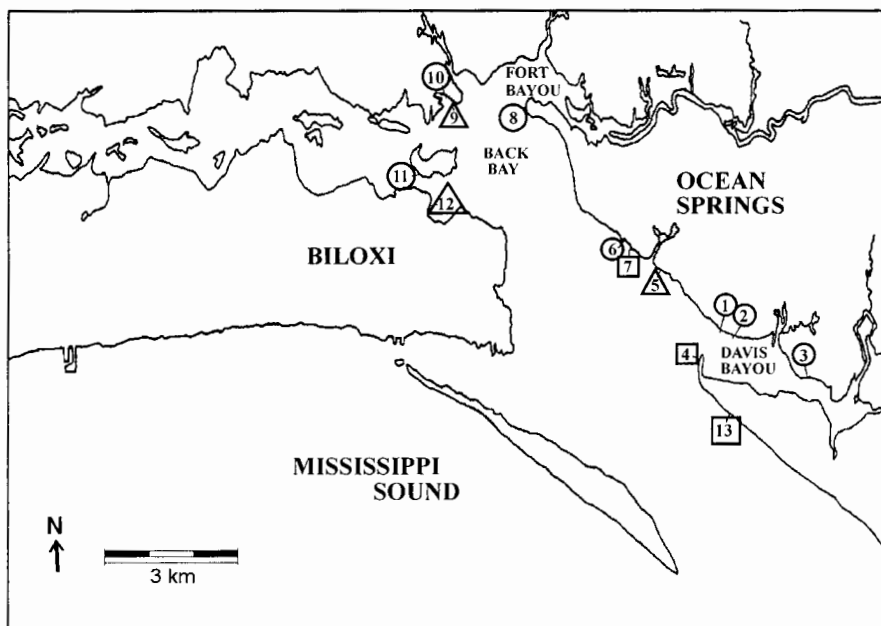 10
FORT
BAYOU
9
8
BACK
BAY
11
OCEAN
SPRINGS
12
6
BILOXI
7
5
1
2
4
DAVIS
BAYOU
3
13
MISSISSIPPI
SOUND
N
3 km